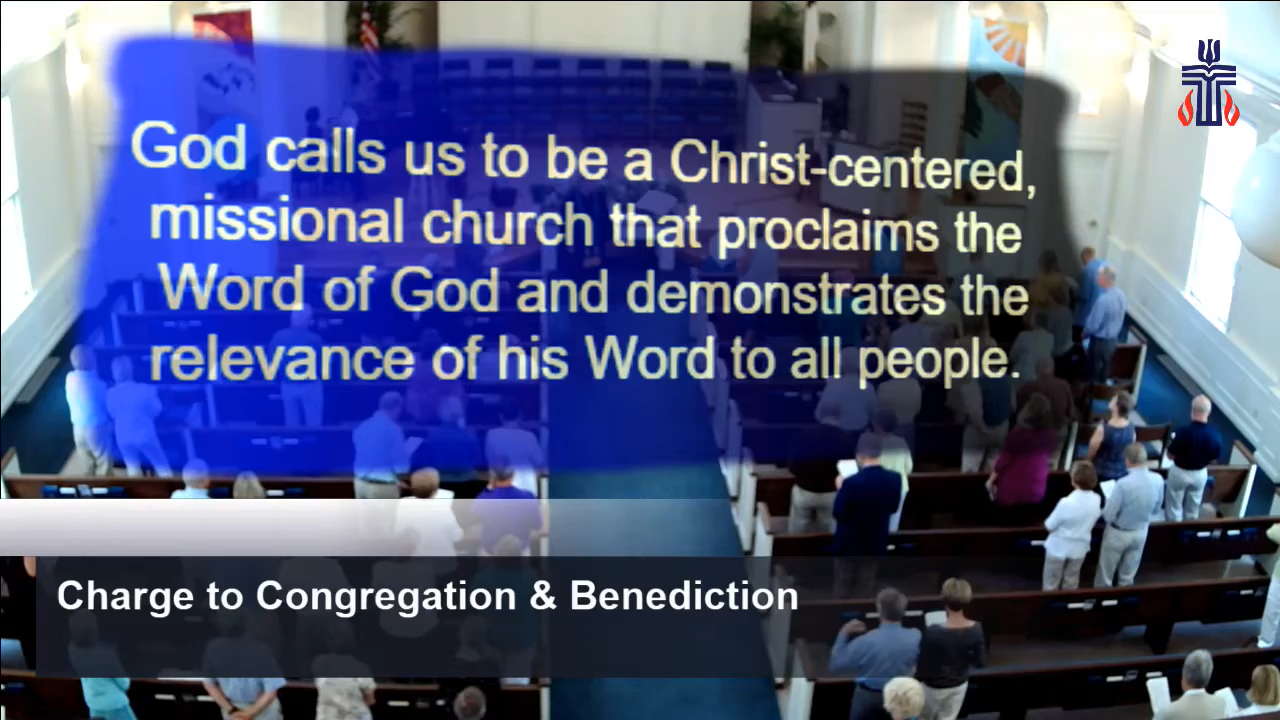 God calls us to be a Christ-centered,
missional church that proclaims the
Word of God and demonstrates the
relevance of his Word to all people.
Charge to Congregation & Benediction